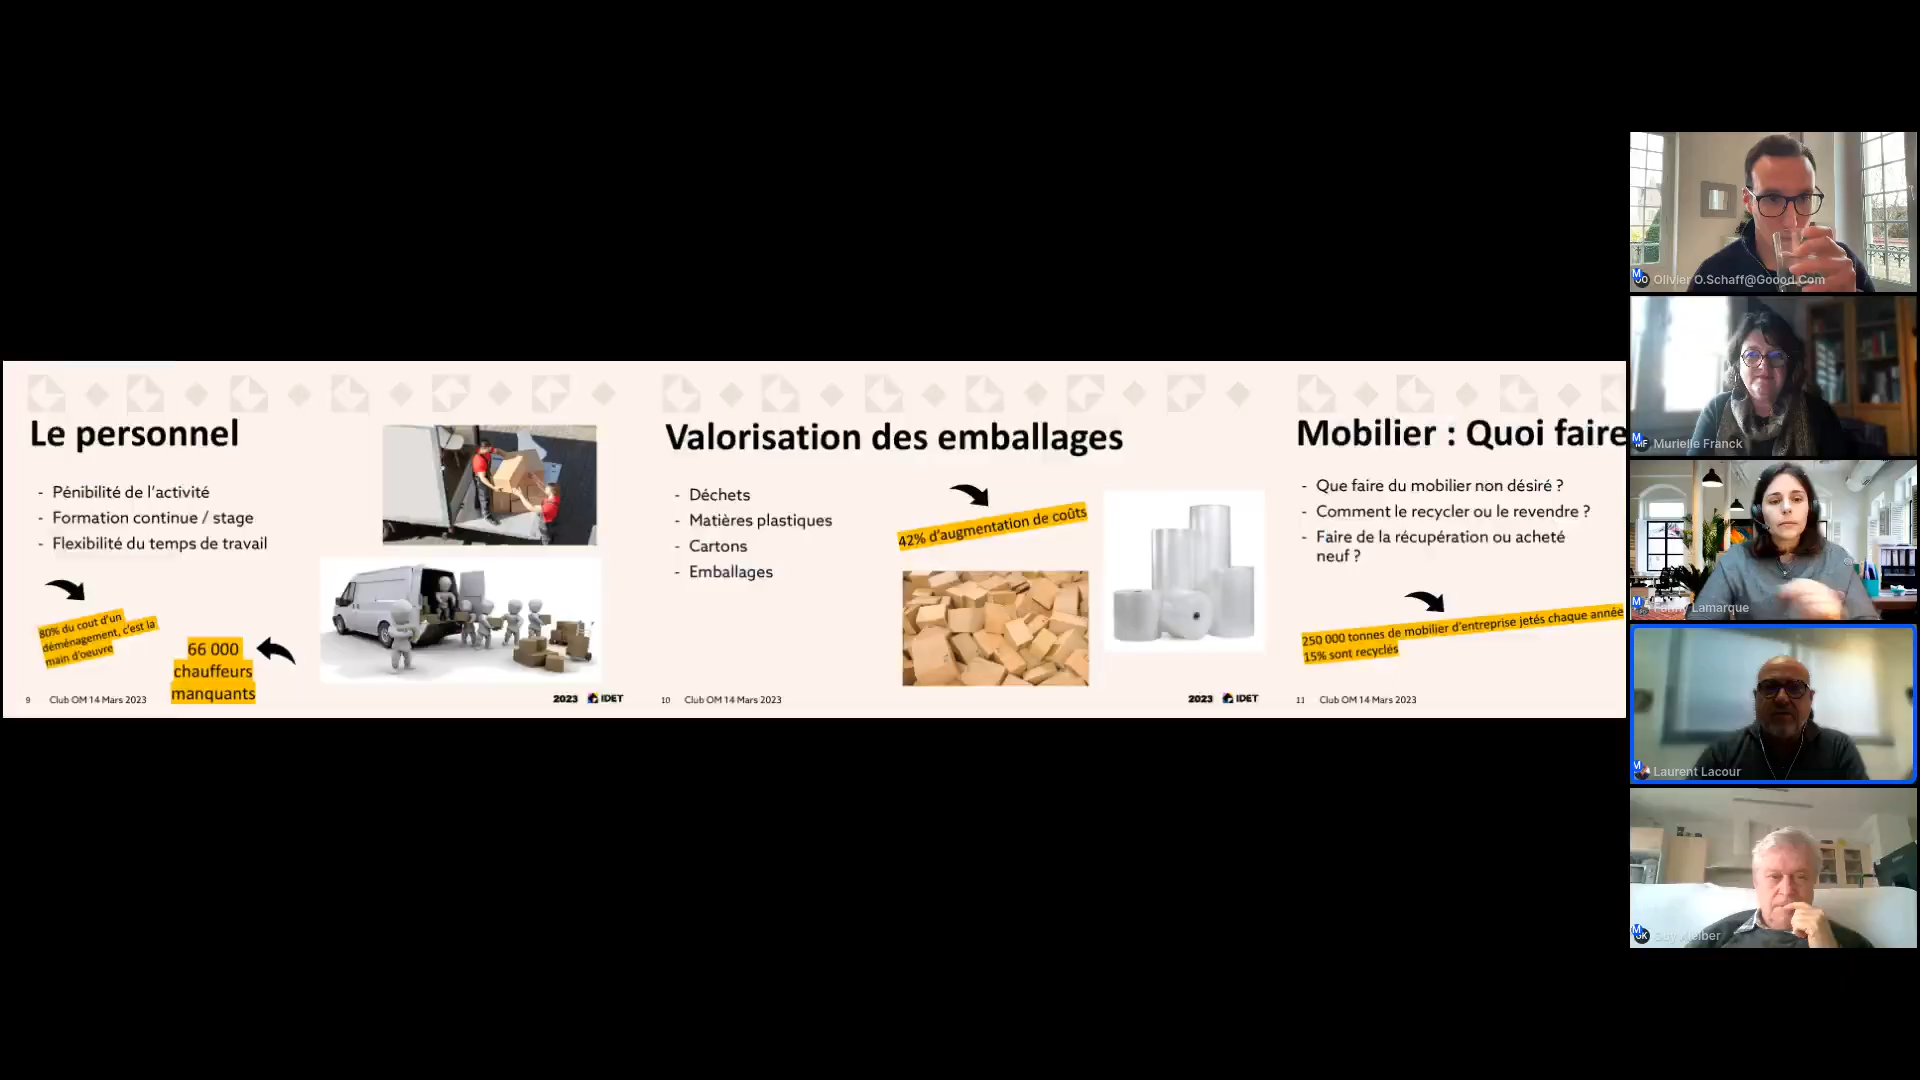 Le personnel
- Pénibilité de l'activité
- Formation continue / stage
- Flexibilité du temps de travail
80% du cout d'un
déménagement, c'est la
main d'oeuvre
66 000
chauffeurs
manquants
9 Club OM 14 Mars 2023
2023 IDET
Valorisation des emballages
- Déchets
- Matières plastiques
- Cartons
- Emballages
42% d'augmentation de coûts
10 Club OM 14 Mars 2023
2023 IDET
Mobilier : Quoi faire
- Que faire du mobilier non désiré ?
- Comment le recycler ou le revendre ?
- Faire de la récupération ou acheté
neuf ?
250 000 tonnes de mobilier d'entreprise jetés chaque année
15% sont recyclés
11 Club OM 14 Mars 2023
Olivier O.Schaff@Goood.Com
Murielle Franck
Fanny Lamarque
Laurent Lacour